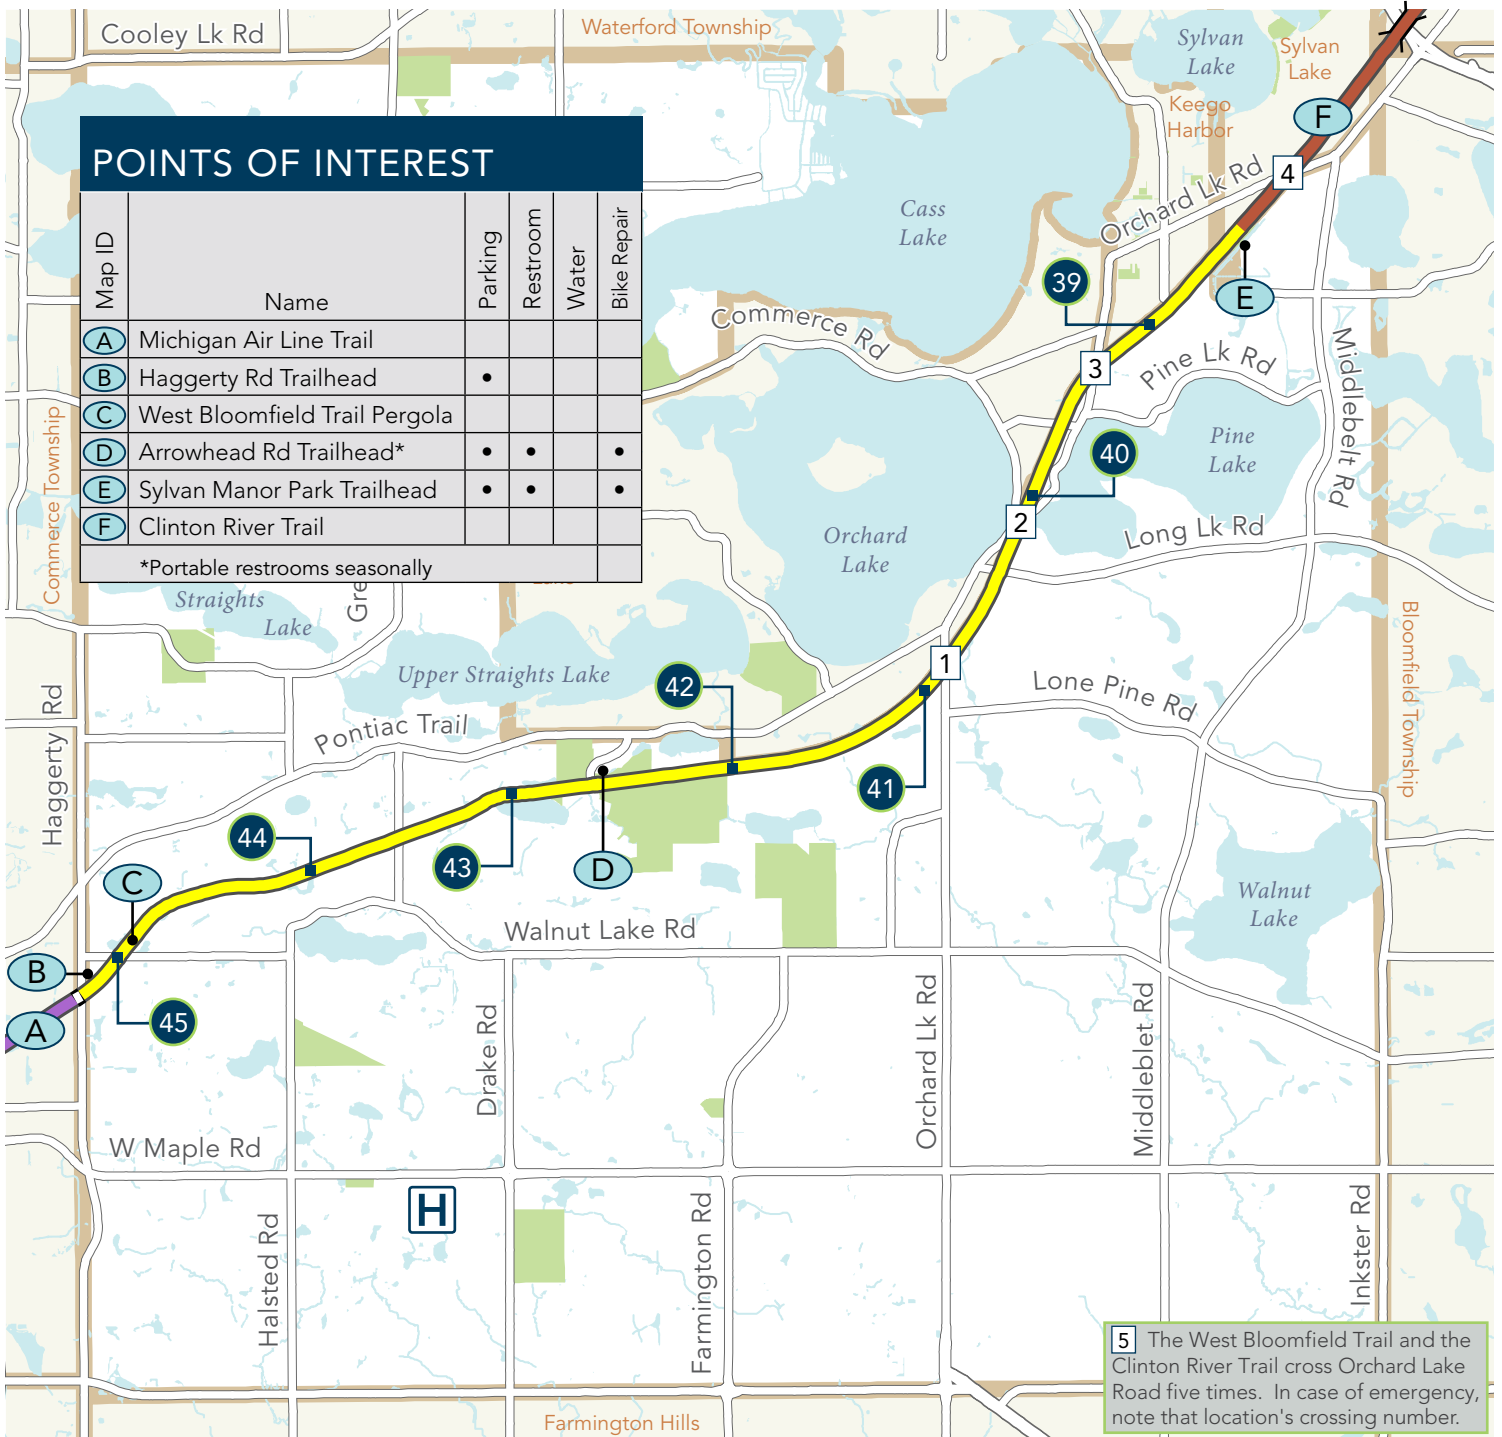 Cooley Lk Rd
Waterford Township
Sylvan
Lake
Sylvan
Lake
Keego
Harbor
F
4
POINTS OF INTEREST
Map ID
Name
Parking
Restroom
Water
Bike Repair
A Michigan Air Line Trail
B Haggerty Rd Trailhead •
C West Bloomfield Trail Pergola
D Arrowhead Rd Trailhead* • • •
E Sylvan Manor Park Trailhead • • •
F Clinton River Trail
*Portable restrooms seasonally
Cass
Lake
Orchard Lk Rd
39
E
Commerce Rd
3
Pine Lk Rd
Middlebelt Rd
Commerce Township
Pine
Lake
40
2
Long Lk Rd
Orchard
Lake
Straights
Lake
Gre
Upper Straights Lake
42
1
Lone Pine Rd
Bloomfield Township
Haggerty Rd
Pontiac Trail
41
44
43
D
C
Walnut
Lake
Walnut Lake Rd
B
A
45
Drake Rd
Orchard Lk Rd
Middleblet Rd
W Maple Rd
H
Halsted Rd
Farmington Rd
Inkster Rd
5 The West Bloomfield Trail and the
Clinton River Trail cross Orchard Lake
Road five times. In case of emergency,
note that location's crossing number.
Farmington Hills